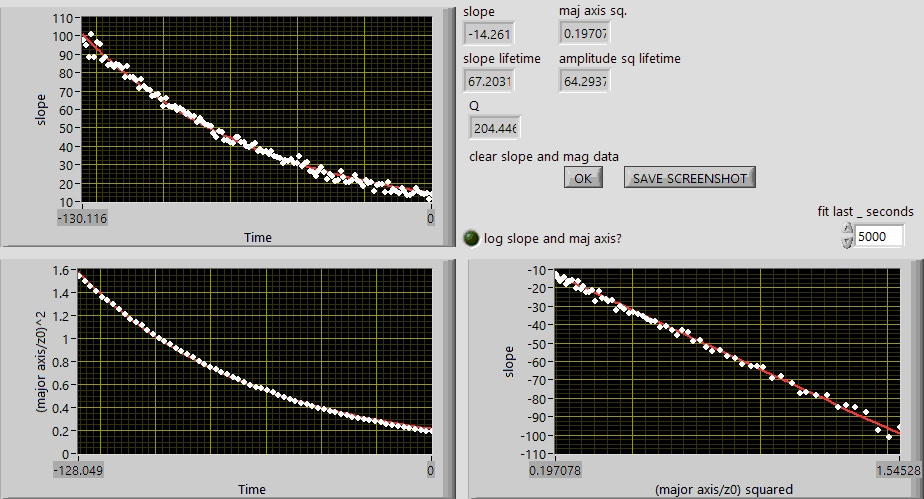 slope
maj axis sq.
-14.261
0.19707
slope lifetime
amplitude sq lifetime
67.2031
64.2937
Q
204.446
clear slope and mag data
OK
SAVE SCREENSHOT
fit last _ seconds
5000
log slope and maj axis?
slope
110
100
90
80
70
60
50
40
30
20
10
-130.116
0
Time
(major axis/z0)^2
1.6
1.4
1.2
1
0.8
0.6
0.4
0.2
0
-128.049
0
Time
slope
-10
-20
-30
-40
-50
-60
-70
-80
-90
-100
-110
0.197078
1.54528
(major axis/z0) squared